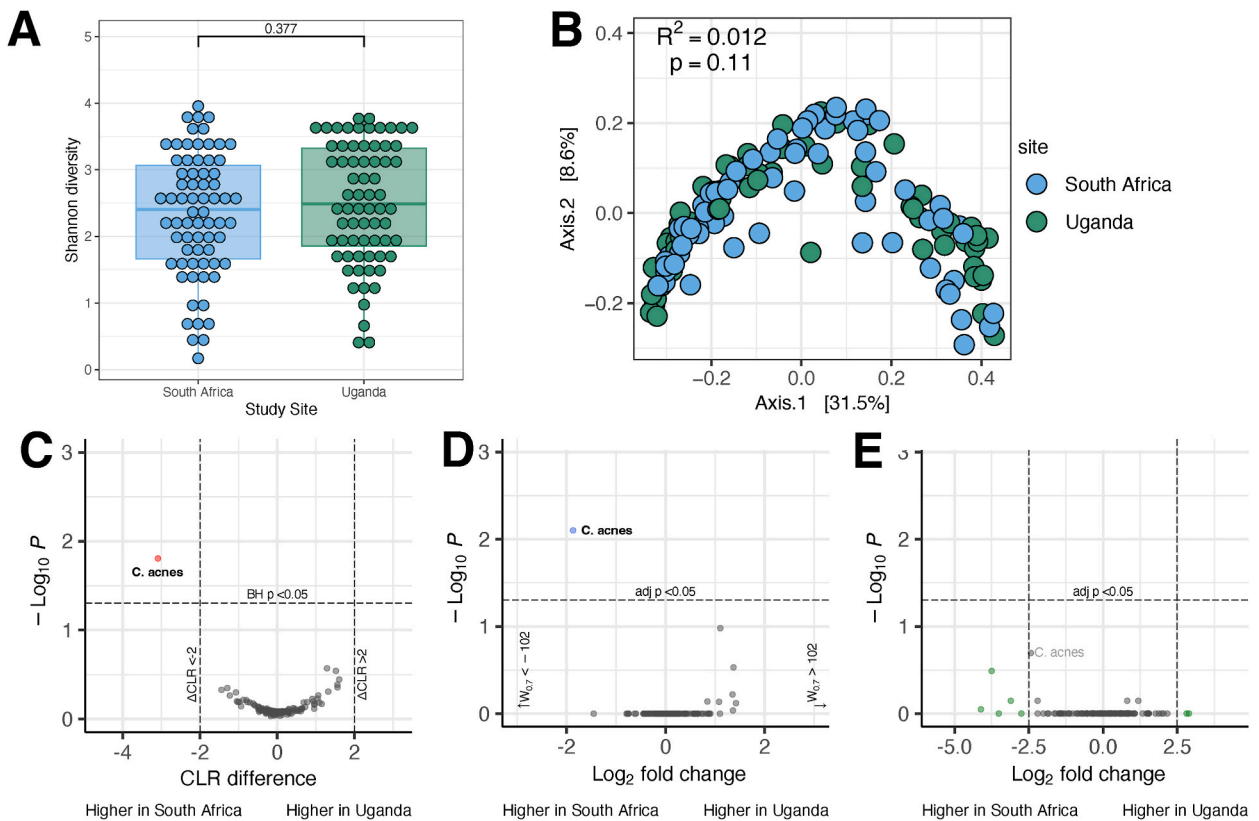 A
0.377
5
4
3
2
1
0
Shannon diversity
South Africa
Uganda
Study Site
B
R² = 0.012
p = 0.11
0.4
0.2
0.0
−0.2
Axis.2 [8.6%]
−0.2
0.0
0.2
0.4
Axis.1 [31.5%]
site
South Africa
Uganda
C
3
2
1
0
− Log₁₀ P
C. acnes
BH p <0.05
ΔCLR <-2
ΔCLR >2
-4
-2
0
2
CLR difference
Higher in South Africa
Higher in Uganda
D
3
2
1
0
− Log₁₀ P
C. acnes
adj p <0.05
↑W₀.₇ < − 102
↓W₀.₇ > 102
-2
0
2
Log₂ fold change
Higher in South Africa
Higher in Uganda
E
3
2
1
0
− Log₁₀ P
adj p <0.05
C. acnes
-5.0
-2.5
0.0
2.5
Log₂ fold change
Higher in South Africa
Higher in Uganda